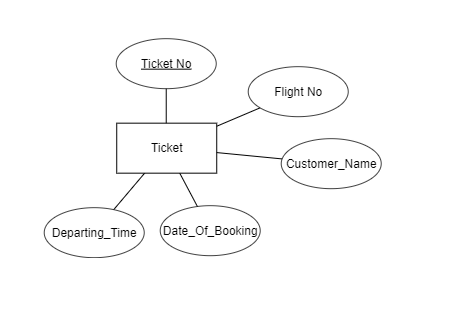 Ticket No
Flight No
Ticket
Customer_Name
Departing_Time
Date_Of_Booking